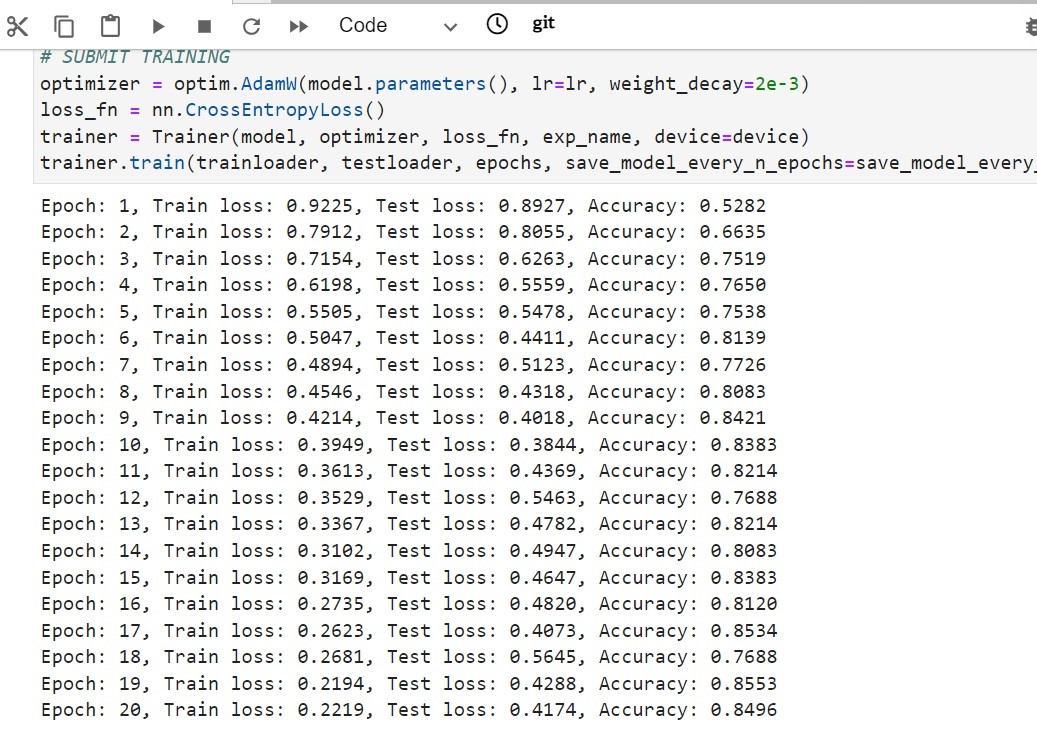 Code git
# SUBMIT TRAINING
optimizer = optim.AdamW(model.parameters(), lr=lr, weight_decay=2e-3)
loss_fn = nn.CrossEntropyLoss()
trainer = Trainer(model, optimizer, loss_fn, exp_name, device=device)
trainer.train(trainloader, testloader, epochs, save_model_every_n_epochs=save_model_every_
Epoch: 1, Train loss: 0.9225, Test loss: 0.8927, Accuracy: 0.5282
Epoch: 2, Train loss: 0.7912, Test loss: 0.8055, Accuracy: 0.6635
Epoch: 3, Train loss: 0.7154, Test loss: 0.6263, Accuracy: 0.7519
Epoch: 4, Train loss: 0.6198, Test loss: 0.5559, Accuracy: 0.7650
Epoch: 5, Train loss: 0.5505, Test loss: 0.5478, Accuracy: 0.7538
Epoch: 6, Train loss: 0.5047, Test loss: 0.4411, Accuracy: 0.8139
Epoch: 7, Train loss: 0.4894, Test loss: 0.5123, Accuracy: 0.7726
Epoch: 8, Train loss: 0.4546, Test loss: 0.4318, Accuracy: 0.8083
Epoch: 9, Train loss: 0.4214, Test loss: 0.4018, Accuracy: 0.8421
Epoch: 10, Train loss: 0.3949, Test loss: 0.3844, Accuracy: 0.8383
Epoch: 11, Train loss: 0.3613, Test loss: 0.4369, Accuracy: 0.8214
Epoch: 12, Train loss: 0.3529, Test loss: 0.5463, Accuracy: 0.7688
Epoch: 13, Train loss: 0.3367, Test loss: 0.4782, Accuracy: 0.8214
Epoch: 14, Train loss: 0.3102, Test loss: 0.4947, Accuracy: 0.8083
Epoch: 15, Train loss: 0.3169, Test loss: 0.4647, Accuracy: 0.8383
Epoch: 16, Train loss: 0.2735, Test loss: 0.4820, Accuracy: 0.8120
Epoch: 17, Train loss: 0.2623, Test loss: 0.4073, Accuracy: 0.8534
Epoch: 18, Train loss: 0.2681, Test loss: 0.5645, Accuracy: 0.7688
Epoch: 19, Train loss: 0.2194, Test loss: 0.4288, Accuracy: 0.8553
Epoch: 20, Train loss: 0.2219, Test loss: 0.4174, Accuracy: 0.8496